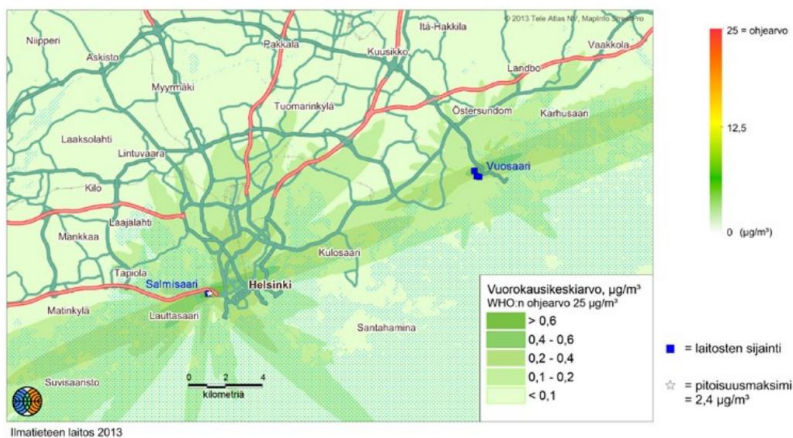 © 2013 Tele Atlas NV, MapInfo
Itä-Hakkila
Niipperi
Pakkala
Kuusikko
Vaakkola
Askisto
Landbo
Myyrmäki
Tuomarinkylä
Östersundom
Karhusaari
Laaksolahti
Lintuvaara
Vuosaari
Kilo
Laajalahti
Mankkaa
Kulosaari
Tapiola
Salmisaari
Helsinki
Matinkylä
Lauttasaari
Santahamina
Suvisaaristo
0 2 4
kilometriä
Vuorokausikeskiarvo, µg/m³
WHO:n ohjearvo 25 µg/m³
> 0,6
0,4 - 0,6
0,2 - 0,4
0,1 - 0,2
< 0,1
25 = ohjearvo
12,5
0 (µg/m³)
= laitosten sijainti
= pitoisuusmaksimi
= 2,4 µg/m³
Ilmatieteen laitos 2013